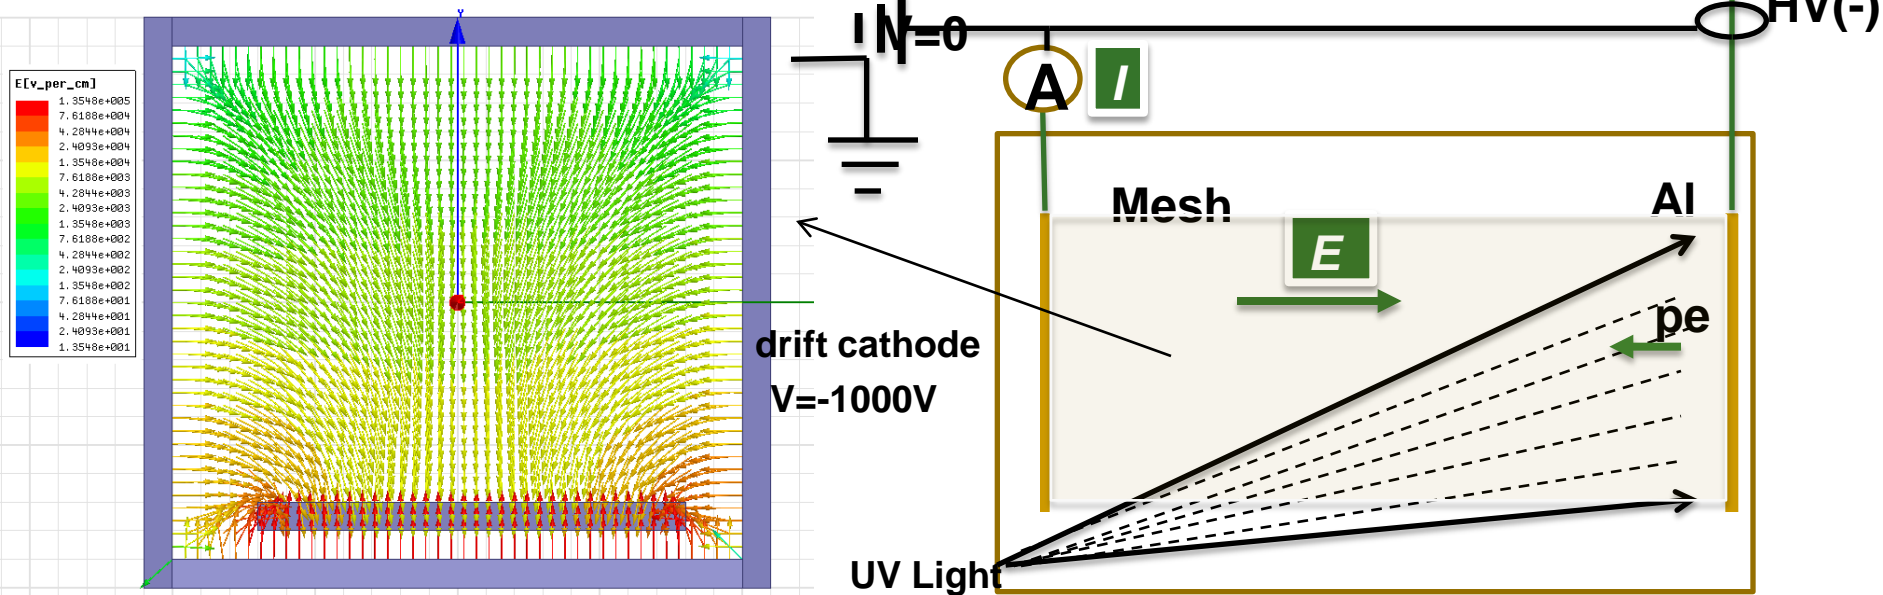 Y
E[v_per_cm]
1.3548e+005
7.6188e+004
4.2844e+004
2.4093e+004
1.3548e+004
7.6188e+003
4.2844e+003
2.4093e+003
1.3548e+003
7.6188e+002
4.2844e+002
2.4093e+002
1.3548e+002
7.6188e+001
4.2844e+001
2.4093e+001
1.3548e+001
V=0
HV(-)
A
I
Mesh
Al
E
pe
drift cathode
V=-1000V
UV Light